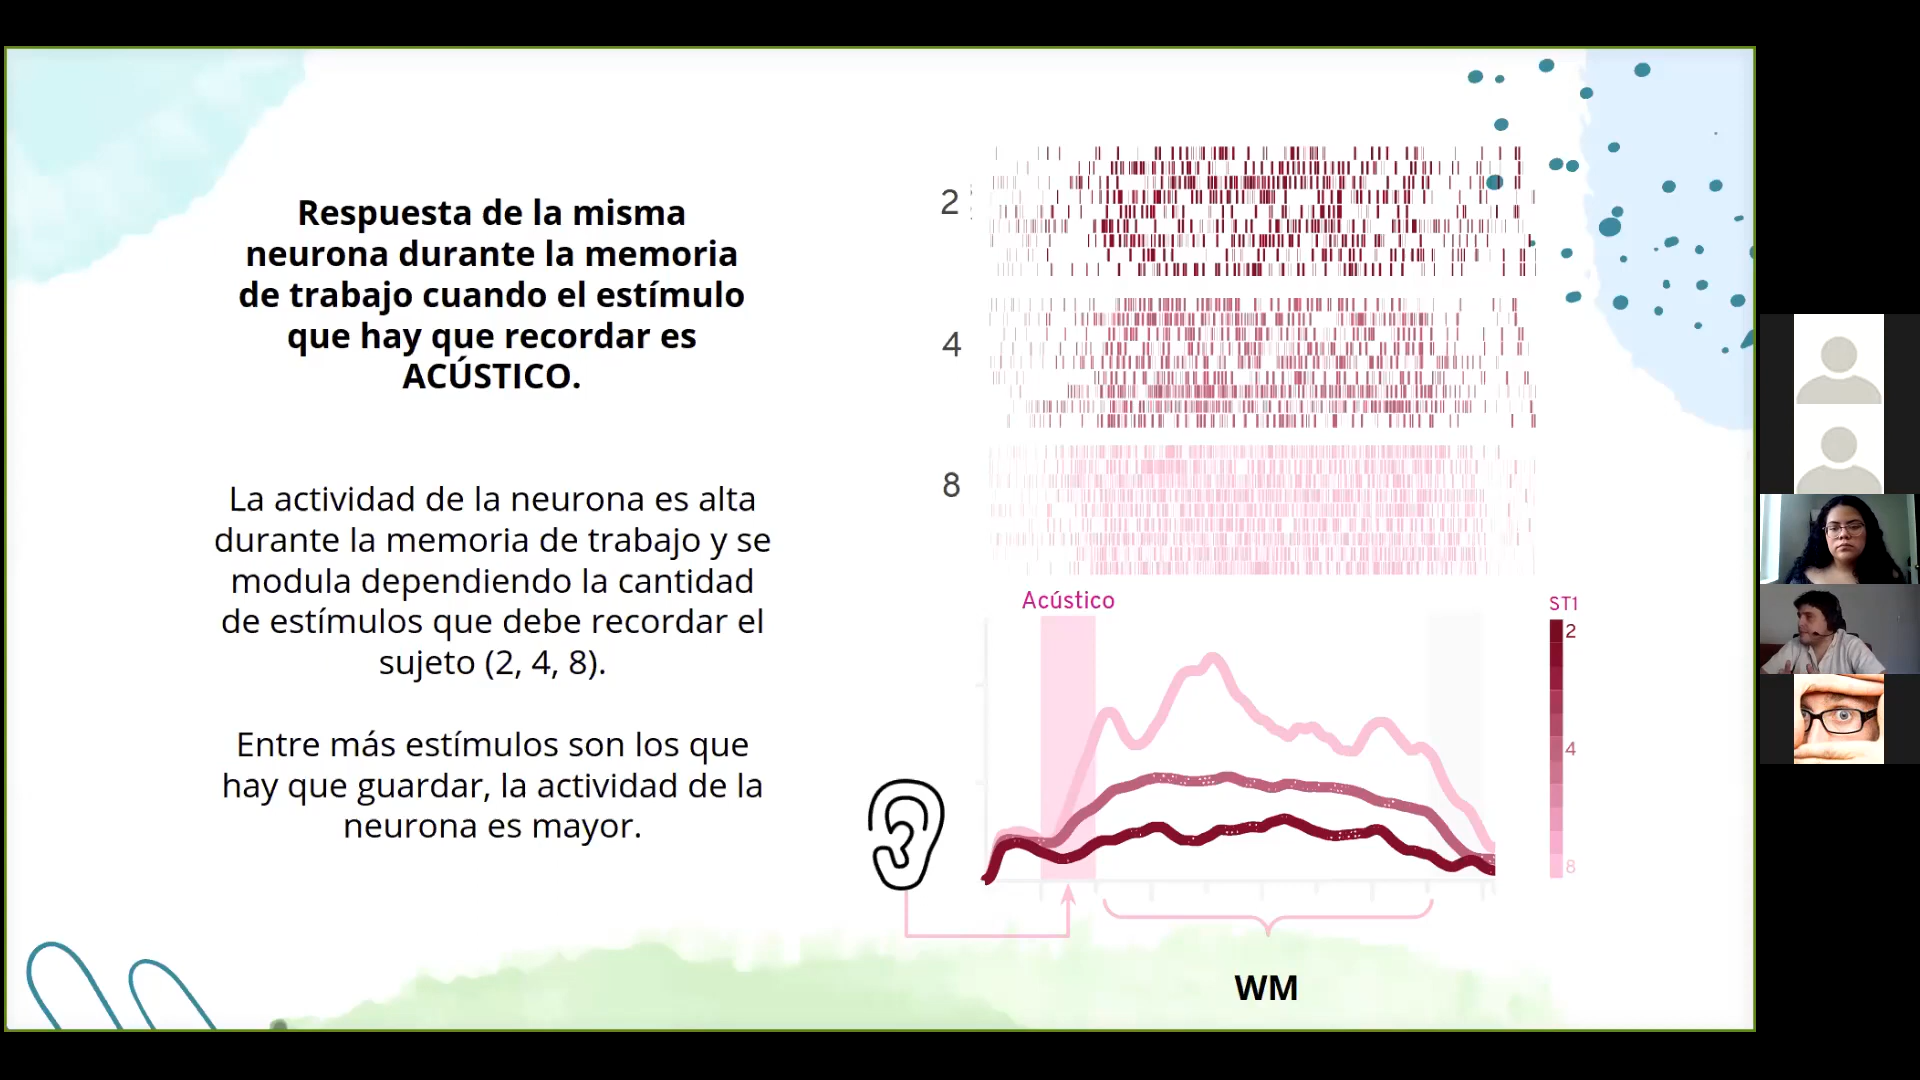 Respuesta de la misma
neurona durante la memoria
de trabajo cuando el estímulo
que hay que recordar es
ACÚSTICO.
La actividad de la neurona es alta
durante la memoria de trabajo y se
modula dependiendo la cantidad
de estímulos que debe recordar el
sujeto (2, 4, 8).
Entre más estímulos son los que
hay que guardar, la actividad de la
neurona es mayor.
2
4
8
Acústico
ST1
2
4
8
WM